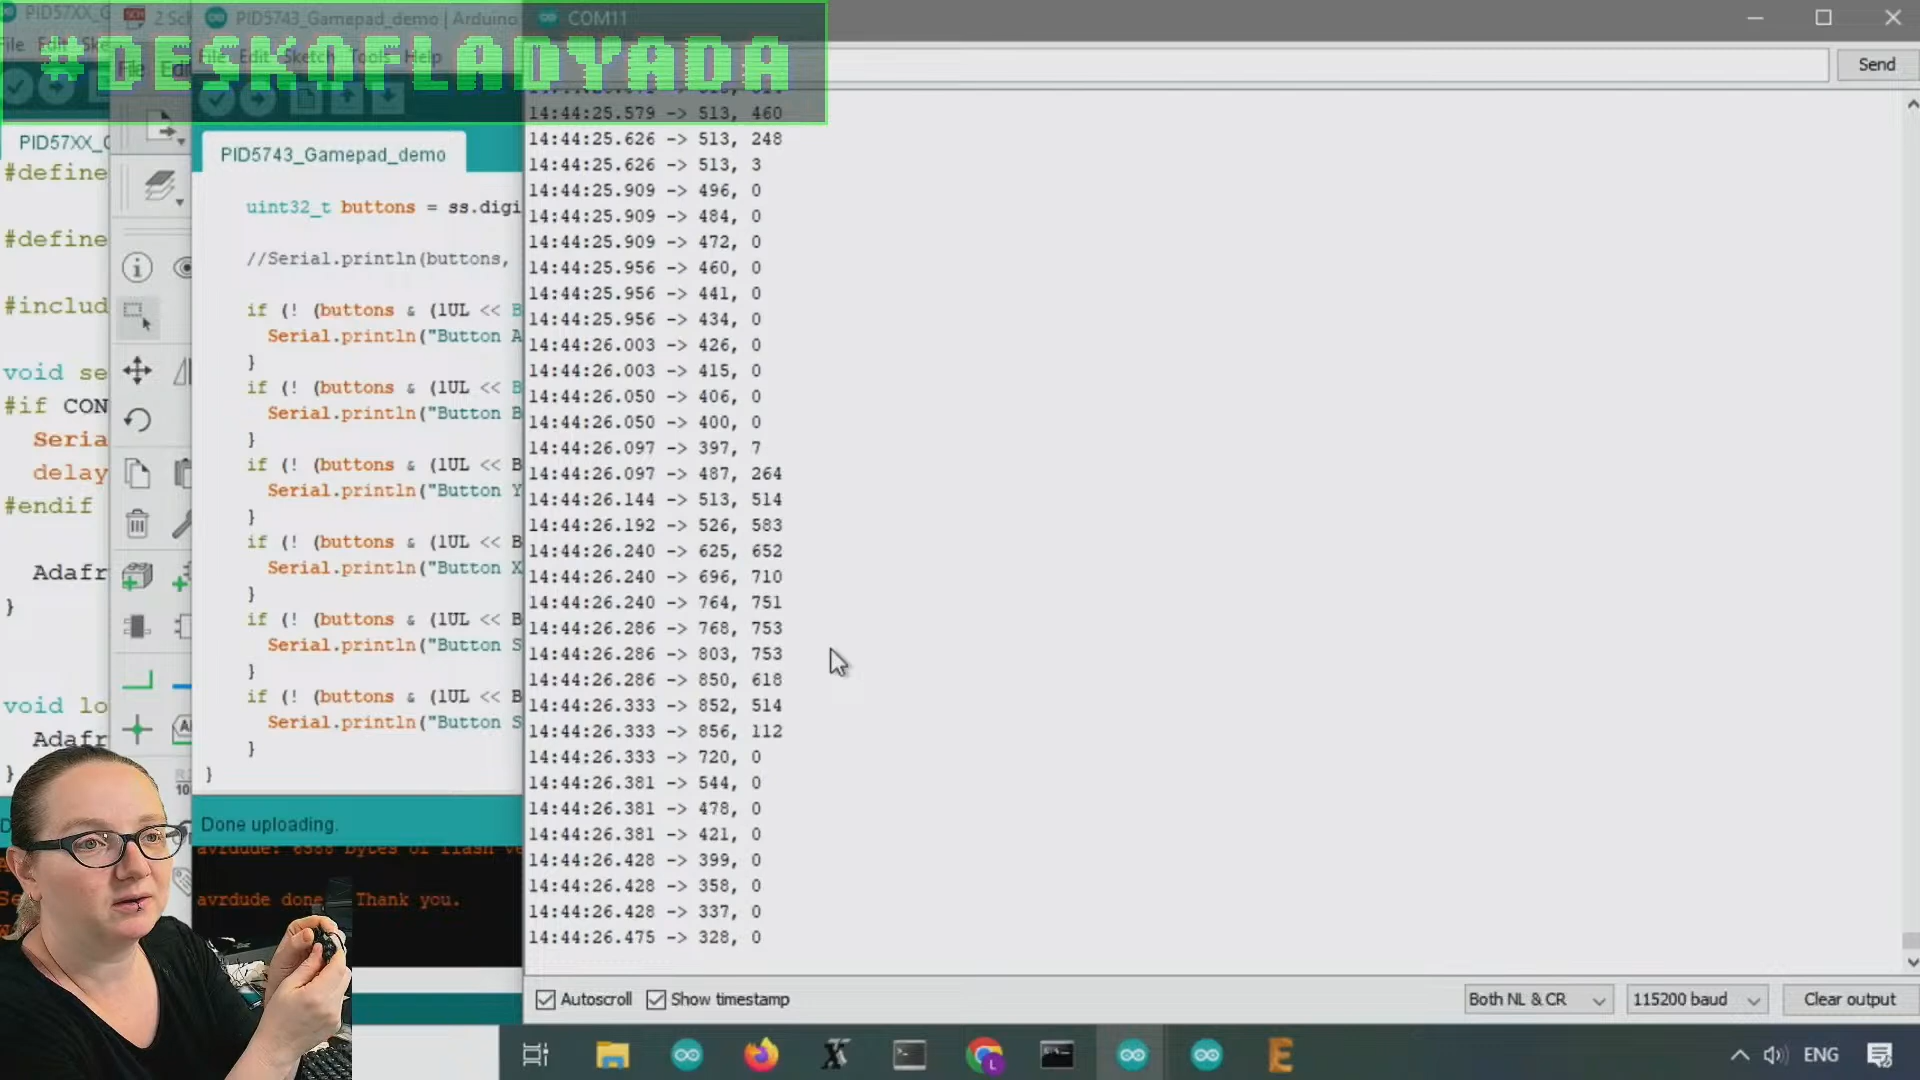 #DESKOFLADYADA
PID57XX_G
Z Sch
PID5743_Gamepad_demo | Arduino
COM11
File Edit Ske
File Edit
File Edit Sketch Tools Help
Send
PID57XX_G
#define
#define
#includ
void se
#if CON
Seria
delay
#endif
Adafr
}
void lo
Adafr
}
PID5743_Gamepad_demo
uint32_t buttons = ss.digi
//Serial.println(buttons,
if (! (buttons & (1UL << B
Serial.println("Button A
}
if (! (buttons & (1UL << B
Serial.println("Button B
}
if (! (buttons & (1UL << B
Serial.println("Button Y
}
if (! (buttons & (1UL << B
Serial.println("Button X
}
if (! (buttons & (1UL << B
Serial.println("Button S
}
if (! (buttons & (1UL << B
Serial.println("Button S
}
}
Done uploading.
avrdude done. Thank you.
14:44:25.579 -> 513, 460
14:44:25.626 -> 513, 248
14:44:25.626 -> 513, 3
14:44:25.909 -> 496, 0
14:44:25.909 -> 484, 0
14:44:25.909 -> 472, 0
14:44:25.956 -> 460, 0
14:44:25.956 -> 441, 0
14:44:25.956 -> 434, 0
14:44:26.003 -> 426, 0
14:44:26.003 -> 415, 0
14:44:26.050 -> 406, 0
14:44:26.050 -> 400, 0
14:44:26.097 -> 397, 7
14:44:26.097 -> 487, 264
14:44:26.144 -> 513, 514
14:44:26.192 -> 526, 583
14:44:26.240 -> 625, 652
14:44:26.240 -> 696, 710
14:44:26.240 -> 764, 751
14:44:26.286 -> 768, 753
14:44:26.286 -> 803, 753
14:44:26.286 -> 850, 618
14:44:26.333 -> 852, 514
14:44:26.333 -> 856, 112
14:44:26.333 -> 720, 0
14:44:26.381 -> 544, 0
14:44:26.381 -> 478, 0
14:44:26.381 -> 421, 0
14:44:26.428 -> 399, 0
14:44:26.428 -> 358, 0
14:44:26.428 -> 337, 0
14:44:26.475 -> 328, 0
Autoscroll Show timestamp
Both NL & CR
115200 baud
Clear output
ENG